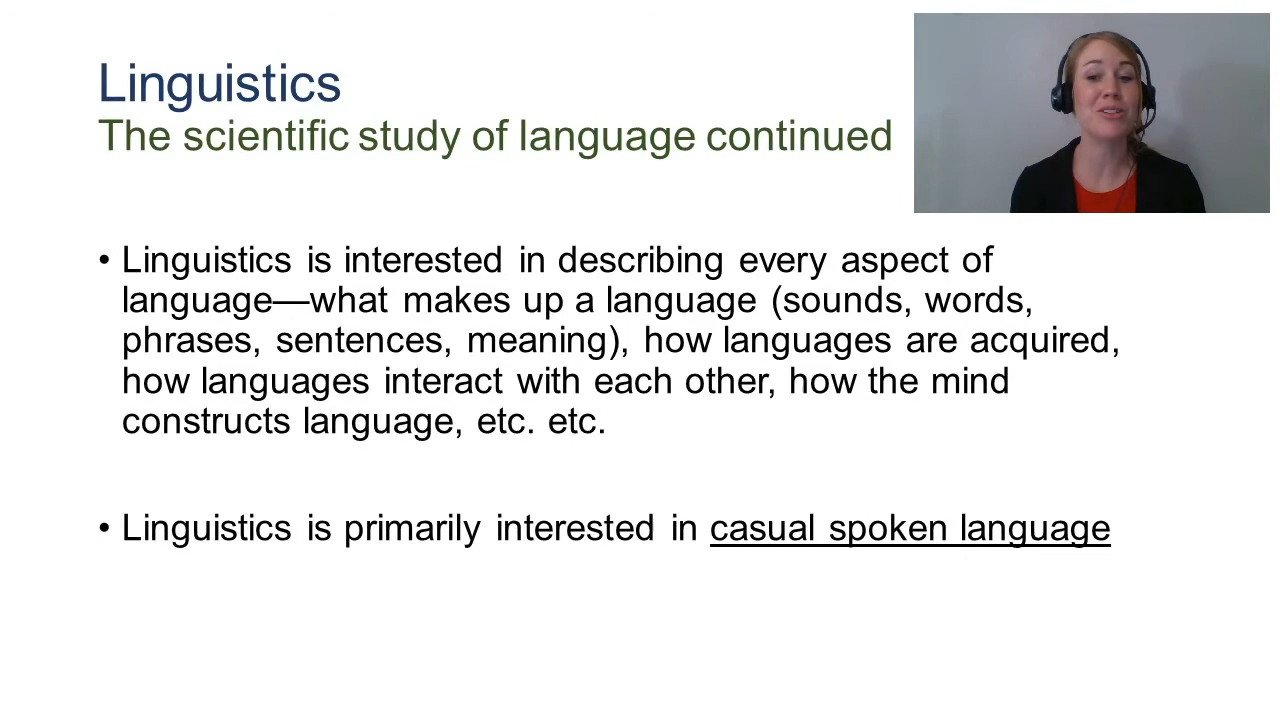 Linguistics
The scientific study of language continued
• Linguistics is interested in describing every aspect of
language—what makes up a language (sounds, words,
phrases, sentences, meaning), how languages are acquired,
how languages interact with each other, how the mind
constructs language, etc. etc.
• Linguistics is primarily interested in casual spoken language